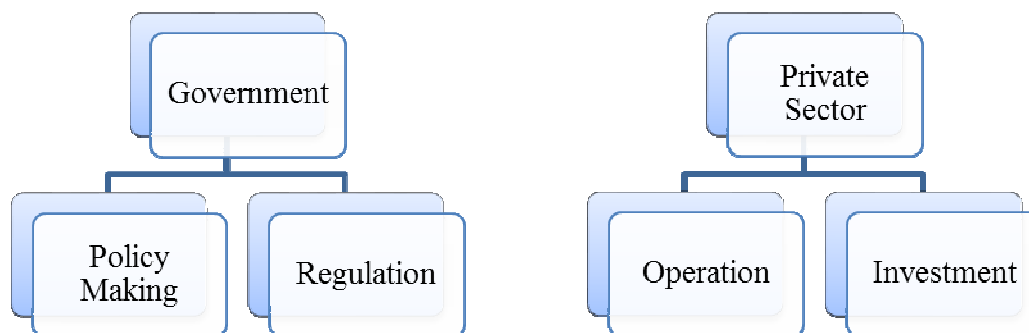 Government
Private
Sector
Policy
Making
Regulation
Operation
Investment